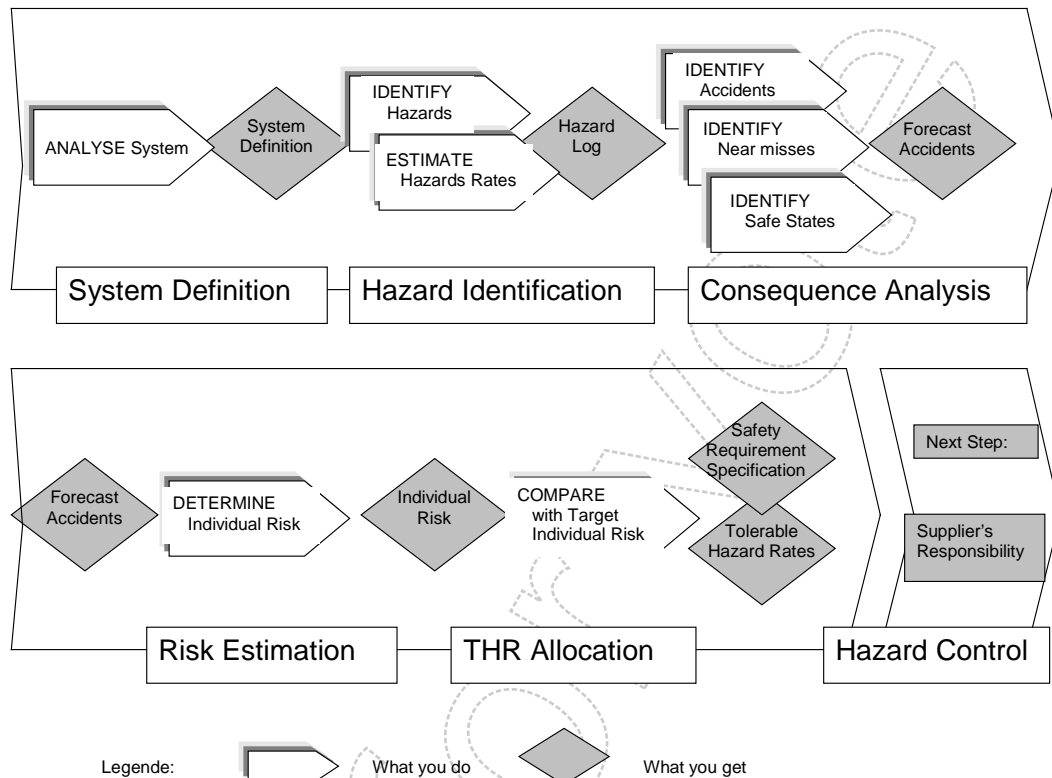 ANALYSE System
System
Definition
IDENTIFY
Hazards
ESTIMATE
Hazards Rates
Hazard
Log
IDENTIFY
Accidents
IDENTIFY
Near misses
IDENTIFY
Safe States
Forecast
Accidents
System Definition
Hazard Identification
Consequence Analysis
Forecast
Accidents
DETERMINE
Individual Risk
Individual
Risk
COMPARE
with Target
Individual Risk
Safety
Requirement
Specification
Tolerable
Hazard Rates
Next Step:
Supplier's
Responsibility
Risk Estimation
THR Allocation
Hazard Control
Legende:
What you do
What you get